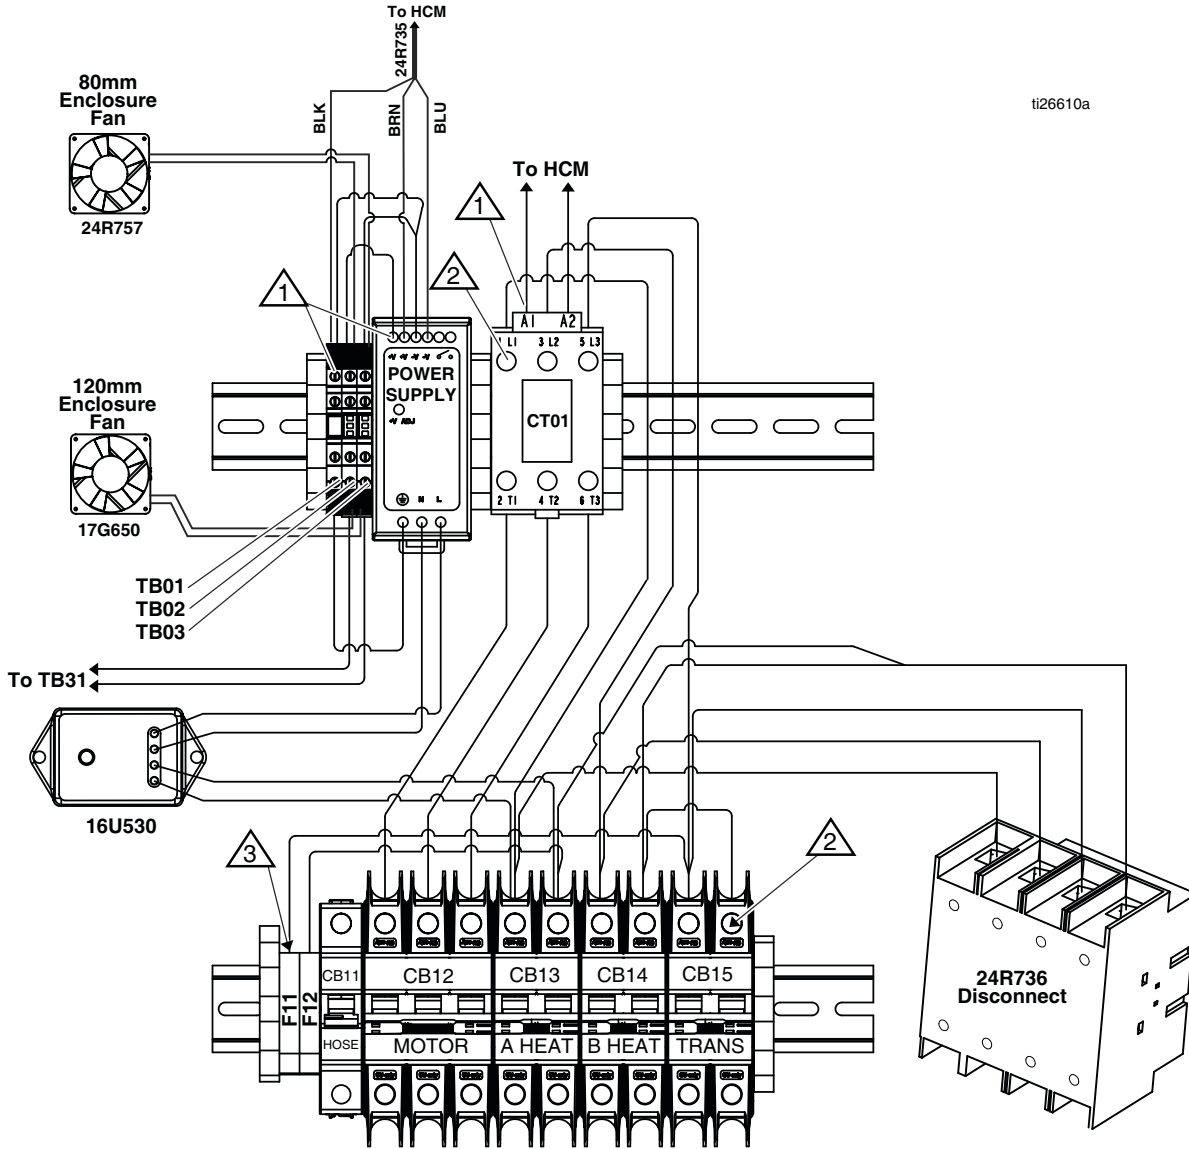 To HCM
24R735
BLK
BRN
BLU
80mm
Enclosure
Fan
24R757
ti26610a
To HCM
1
2
1
A1 A2
1 L1 3 L2 5 L3
+V +V -V -V
POWER
SUPPLY
+V ADJ
CT01
N L
2 T1 4 T2 6 T3
120mm
Enclosure
Fan
17G650
TB01
TB02
TB03
To TB31
16U530
3
2
F11
F12
CB11 CB12 CB13 CB14 CB15
HOSE MOTOR A HEAT B HEAT TRANS
24R736
Disconnect